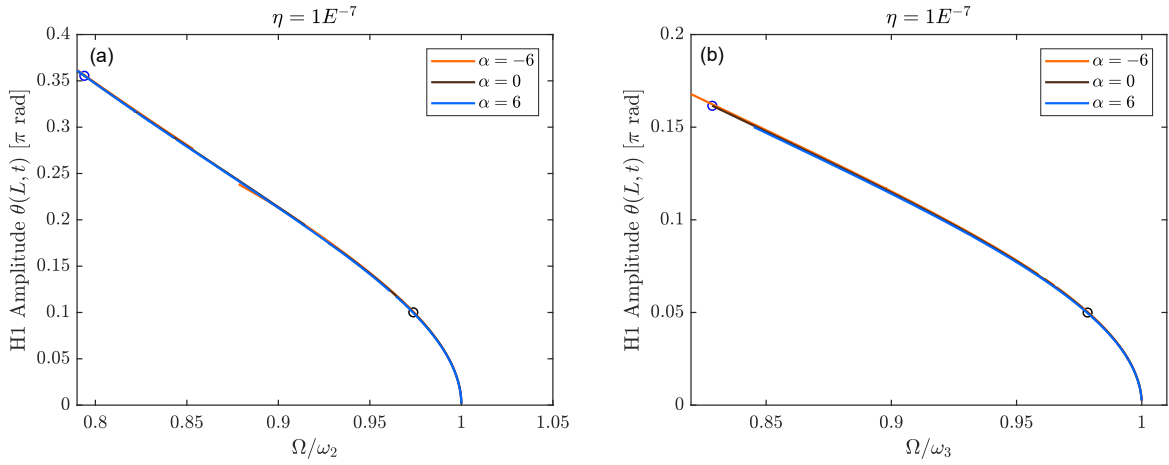 η = 1E⁻⁷
(a)
α = −6
α = 0
α = 6
H1 Amplitude θ(L, t) [π rad]
0.4
0.35
0.3
0.25
0.2
0.15
0.1
0.05
0
0.8 0.85 0.9 0.95 1 1.05
Ω/ω₂
η = 1E⁻⁷
(b)
α = −6
α = 0
α = 6
H1 Amplitude θ(L, t) [π rad]
0.2
0.15
0.1
0.05
0
0.85 0.9 0.95 1
Ω/ω₃